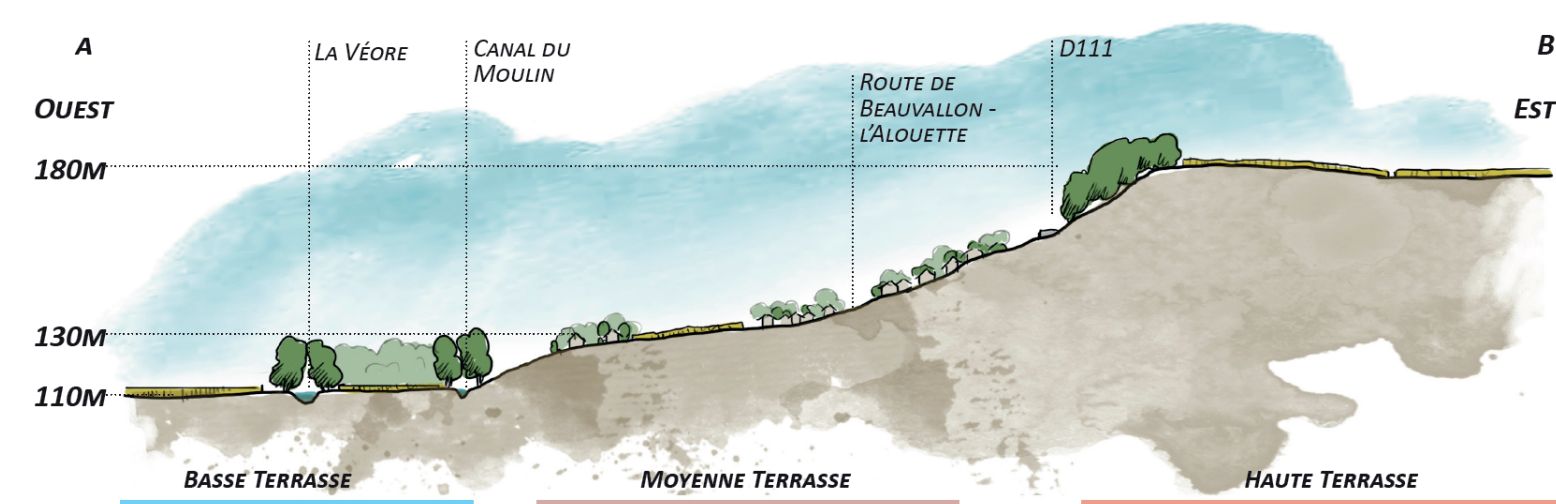 A
B
La Véore
Canal du
Moulin
D111
Route de
Beauvallon -
l'Alouette
Ouest
Est
180m
130m
110m
Basse Terrasse
Moyenne Terrasse
Haute Terrasse